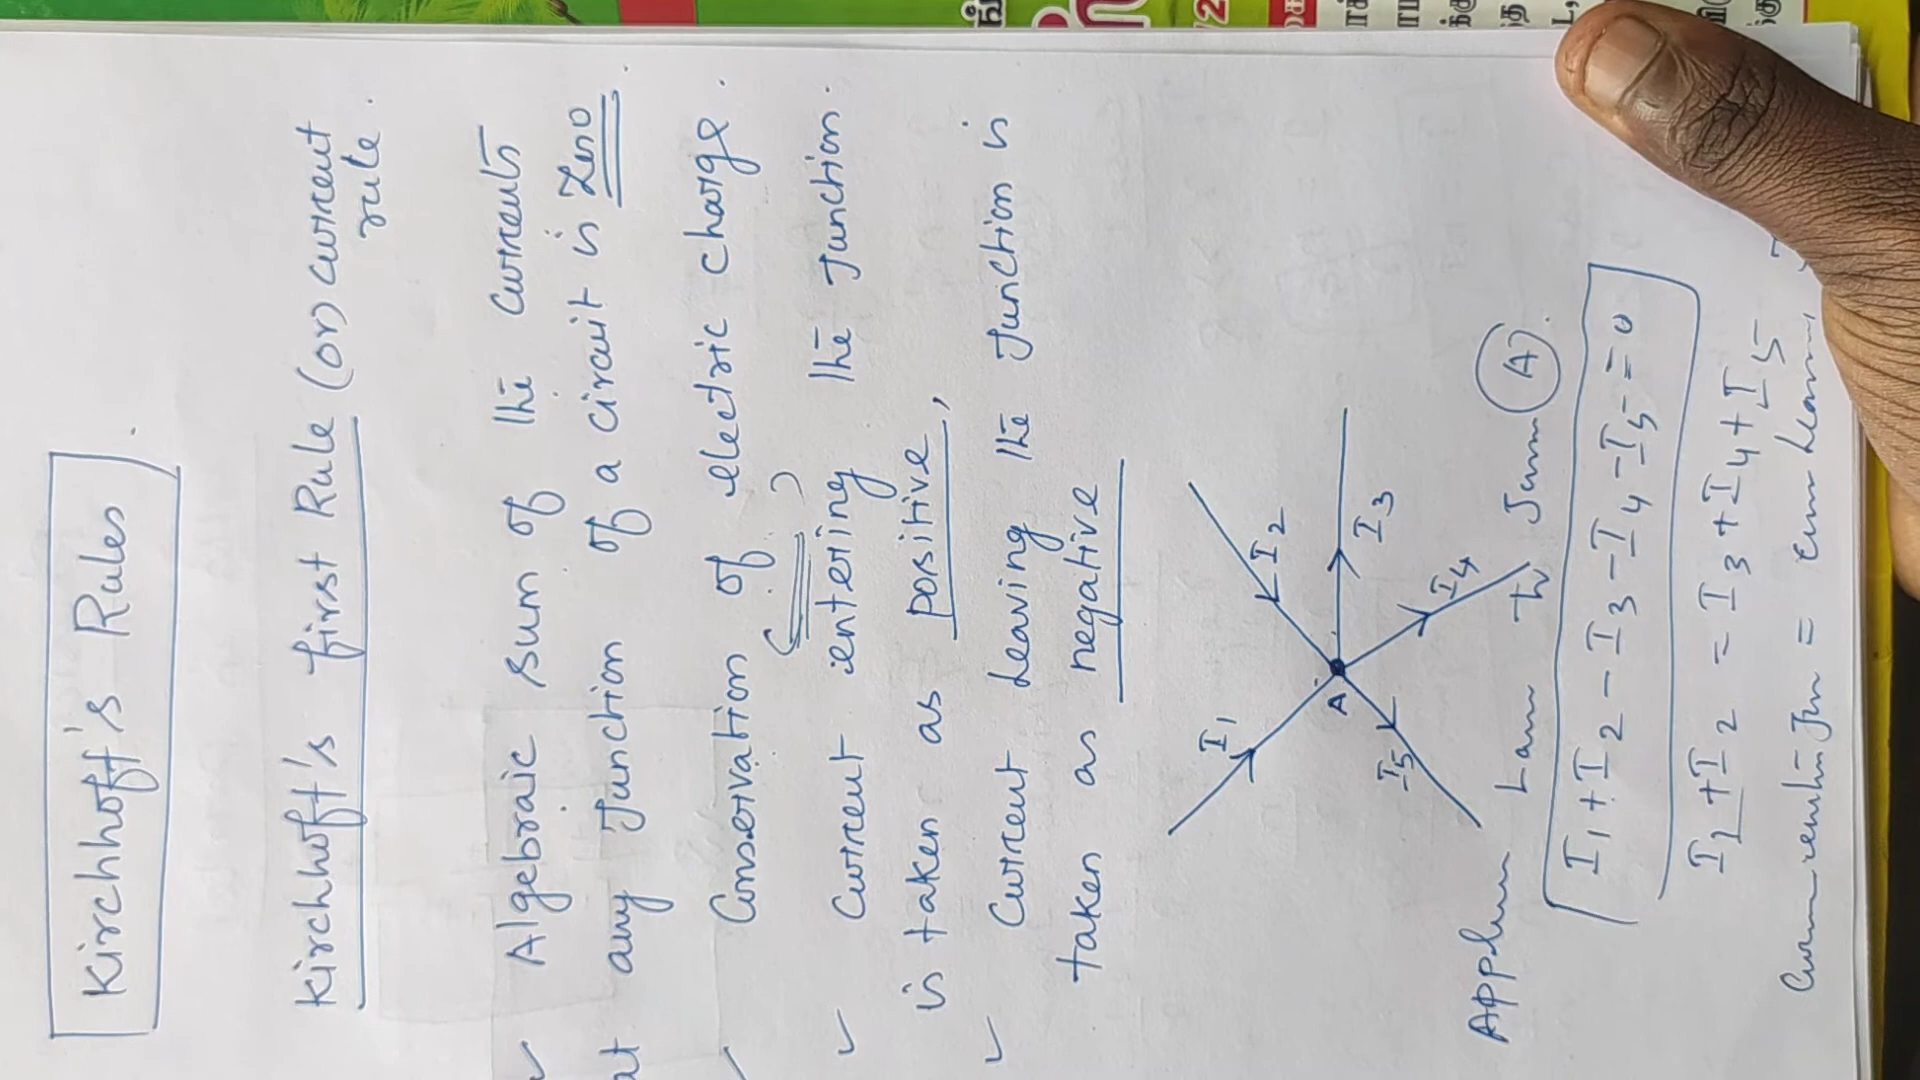 Kirchhoff's Rules.
Kirchhoff's first Rule (or) current
rule.
✓ Algebraic sum of the currents
at any junction of a circuit is Zero.
✓ Conservation of electric charge.
✓ Current entering the junction.
is taken as positive,
✓ Current leaving the junction is
taken as negative
I1
I2
I3
I4
I5
A
to A.
I1 + I2 - I3 - I4 - I5 = 0
I1 + I2 = I3 + I4 + I5
=